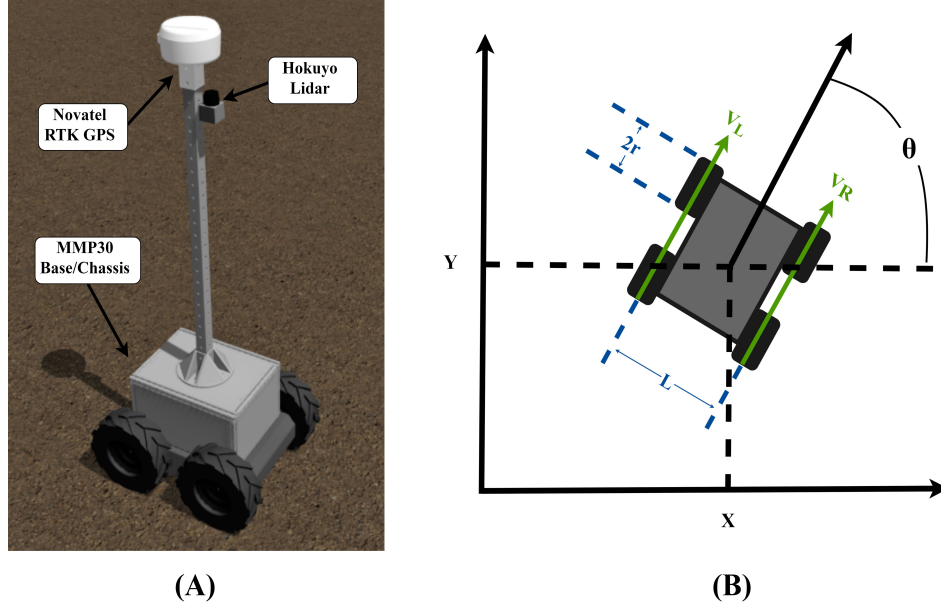 Hokuyo
Lidar
Novatel
RTK GPS
MMP30
Base/Chassis
(A)
V_L
2r
V_R
θ
Y
L
X
(B)